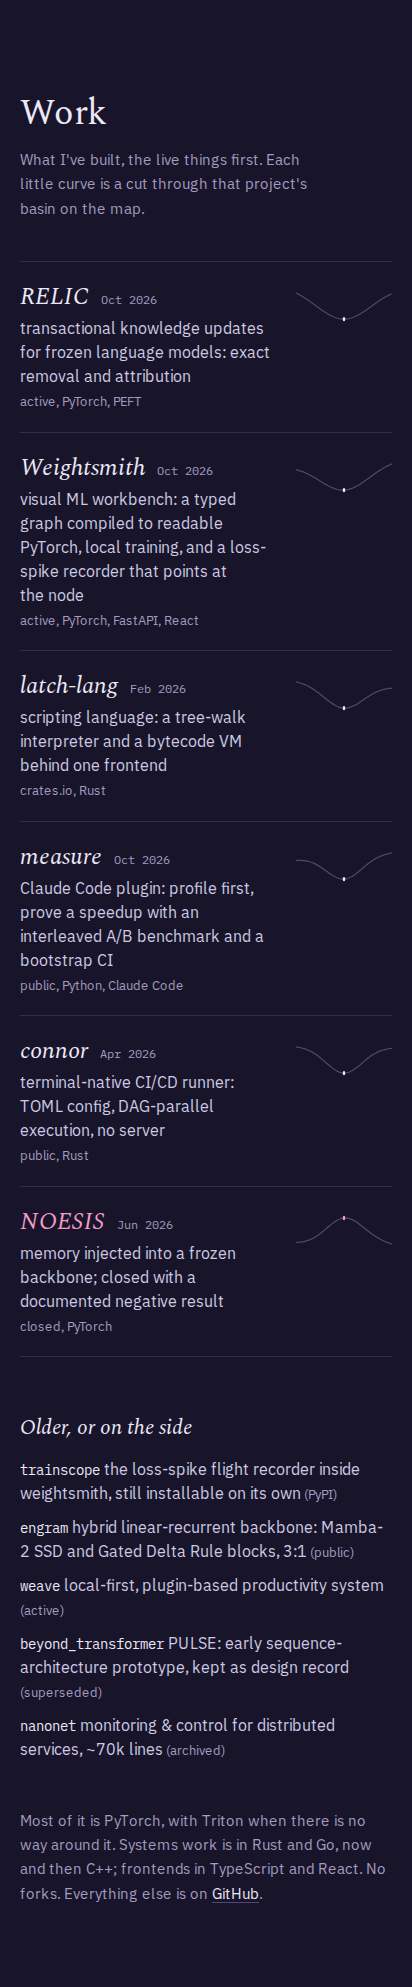 Work
What I've built, the live things first. Each
little curve is a cut through that project's
basin on the map.
RELIC Oct 2026
transactional knowledge updates
for frozen language models: exact
removal and attribution
active, PyTorch, PEFT
Weightsmith Oct 2026
visual ML workbench: a typed
graph compiled to readable
PyTorch, local training, and a loss-
spike recorder that points at
the node
active, PyTorch, FastAPI, React
latch-lang Feb 2026
scripting language: a tree-walk
interpreter and a bytecode VM
behind one frontend
crates.io, Rust
measure Oct 2026
Claude Code plugin: profile first,
prove a speedup with an
interleaved A/B benchmark and a
bootstrap CI
public, Python, Claude Code
connor Apr 2026
terminal-native CI/CD runner:
TOML config, DAG-parallel
execution, no server
public, Rust
NOESIS Jun 2026
memory injected into a frozen
backbone; closed with a
documented negative result
closed, PyTorch
Older, or on the side
trainscope the loss-spike flight recorder inside
weightsmith, still installable on its own (PyPI)
engram hybrid linear-recurrent backbone: Mamba-
2 SSD and Gated Delta Rule blocks, 3:1 (public)
weave local-first, plugin-based productivity system
(active)
beyond_transformer PULSE: early sequence-
architecture prototype, kept as design record
(superseded)
nanonet monitoring & control for distributed
services, ~70k lines (archived)
Most of it is PyTorch, with Triton when there is no
way around it. Systems work is in Rust and Go, now
and then C++; frontends in TypeScript and React. No
forks. Everything else is on GitHub.